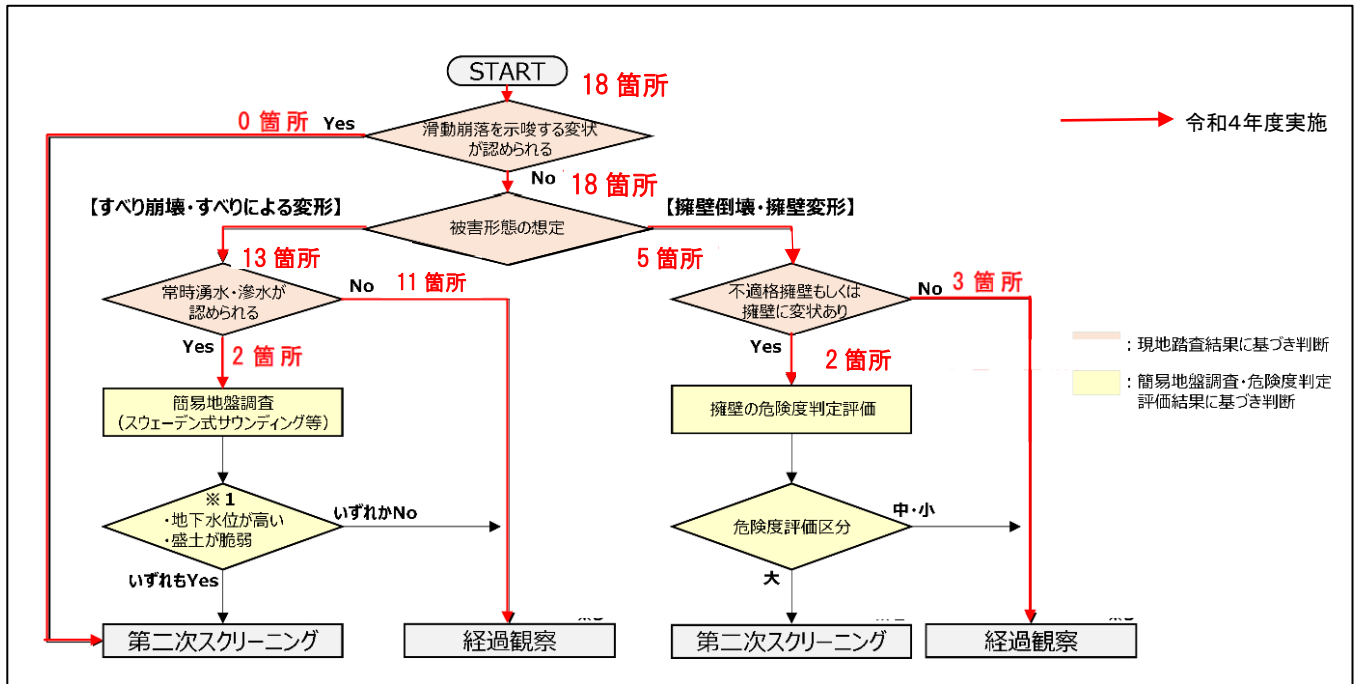 START
18 箇所
0 箇所 Yes
滑動崩落を示唆する変状
が認められる
令和4年度実施
No
18 箇所
【すべり崩壊・すべりによる変形】
【擁壁倒壊・擁壁変形】
被害形態の想定
13 箇所
5 箇所
常時湧水・滲水が
認められる
No
11 箇所
不適格擁壁もしくは
擁壁に変状あり
No
3 箇所
Yes
2 箇所
Yes
2 箇所
:現地踏査結果に基づき判断
:簡易地盤調査・危険度判定
評価結果に基づき判断
簡易地盤調査
(スウェーデン式サウンディング等)
擁壁の危険度判定評価
※1
・地下水位が高い
・盛土が脆弱
いずれかNo
危険度評価区分
中・小
いずれもYes
大
第二次スクリーニング
経過観察
第二次スクリーニング
経過観察